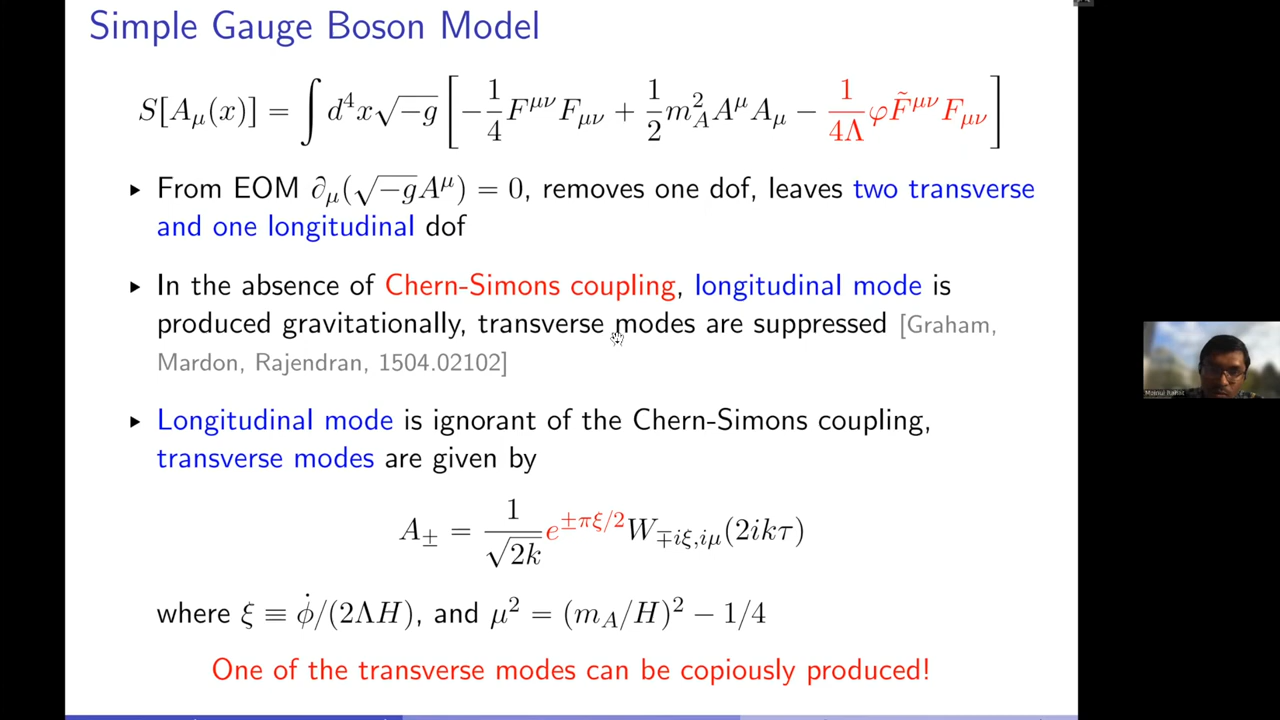 Simple Gauge Boson Model
S[A_μ(x)] = ∫ d⁴x√−g [ −1/4 F^{μν}F_{μν} + 1/2 m_A² A^μ A_μ − 1/(4Λ) φF̃^{μν}F_{μν} ]
▸ From EOM ∂_μ(√−g A^μ) = 0, removes one dof, leaves two transverse
and one longitudinal dof
▸ In the absence of Chern-Simons coupling, longitudinal mode is
produced gravitationally, transverse modes are suppressed [Graham,
Mardon, Rajendran, 1504.02102]
▸ Longitudinal mode is ignorant of the Chern-Simons coupling,
transverse modes are given by
A_± = 1/√(2k) e^{±πξ/2} W_{∓iξ,iμ}(2ikτ)
where ξ ≡ ϕ̇/(2ΛH), and μ² = (m_A/H)² − 1/4
One of the transverse modes can be copiously produced!